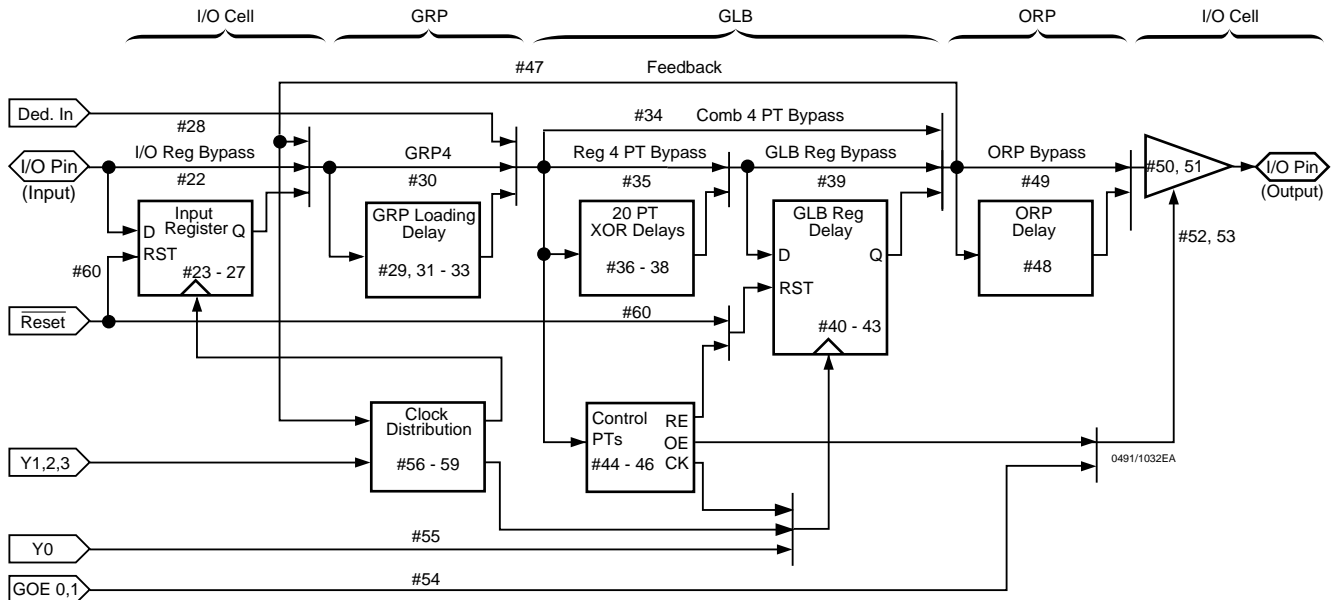 I/O Cell
GRP
GLB
ORP
I/O Cell
#47
Feedback
Ded. In
#28
#34
Comb 4 PT Bypass
I/O Pin
(Input)
I/O Reg Bypass
#22
GRP4
#30
Reg 4 PT Bypass
#35
GLB Reg Bypass
#39
ORP Bypass
#49
#50, 51
I/O Pin
(Output)
Input
Register
D
Q
RST
#23 - 27
#60
GRP Loading
Delay
#29, 31 - 33
20 PT
XOR Delays
#36 - 38
GLB Reg
Delay
D
Q
RST
#40 - 43
ORP
Delay
#48
#52, 53
Reset
#60
Clock
Distribution
#56 - 59
Control
PTs
RE
OE
CK
#44 - 46
0491/1032EA
Y1,2,3
Y0
#55
GOE 0,1
#54